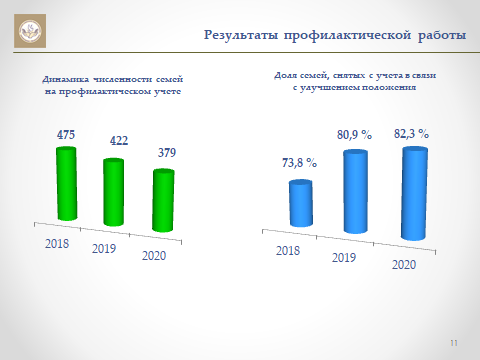 Результаты профилактической работы
Динамика численности семей
на профилактическом учете
475
422
379
2018
2019
2020
Доля семей, снятых с учета в связи
с улучшением положения
73,8 %
80,9 %
82,3 %
2018
2019
2020
11